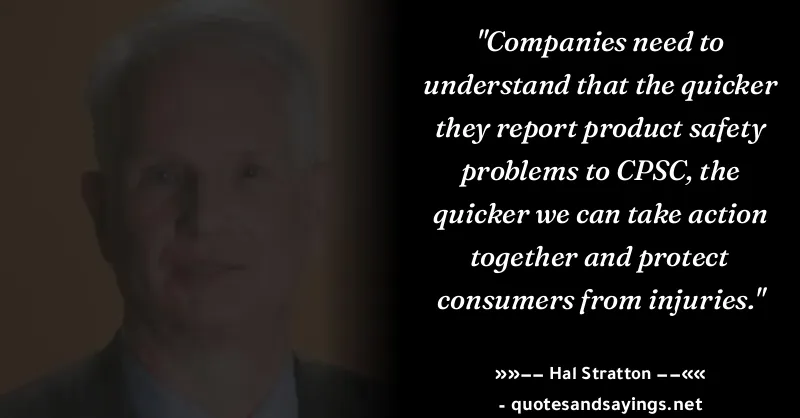 "Companies need to
understand that the quicker
they report product safety
problems to CPSC, the
quicker we can take action
together and protect
consumers from injuries."
»»−− Hal Stratton −−««
- quotesandsayings.net